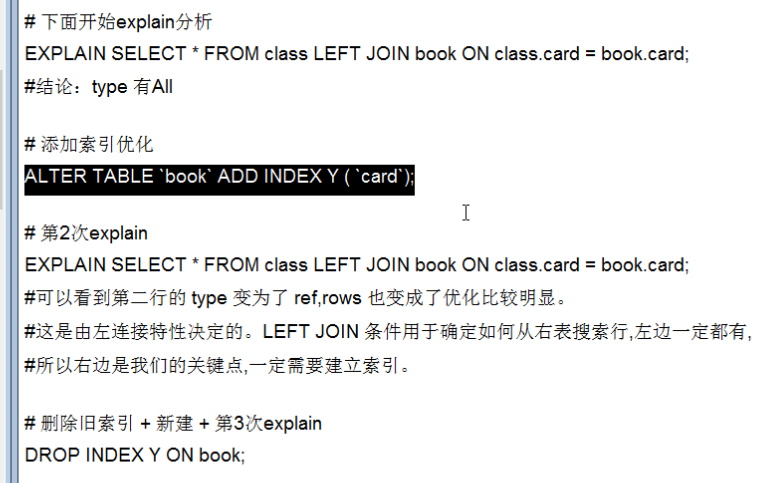 # 下面开始explain分析
EXPLAIN SELECT * FROM class LEFT JOIN book ON class.card = book.card;
#结论：type 有All
# 添加索引优化
ALTER TABLE `book` ADD INDEX Y ( `card`);
# 第2次explain
EXPLAIN SELECT * FROM class LEFT JOIN book ON class.card = book.card;
#可以看到第二行的 type 变为了 ref,rows 也变成了优化比较明显。
#这是由左连接特性决定的。LEFT JOIN 条件用于确定如何从右表搜索行,左边一定都有,
#所以右边是我们的关键点,一定需要建立索引。
# 删除旧索引 + 新建 + 第3次explain
DROP INDEX Y ON book;